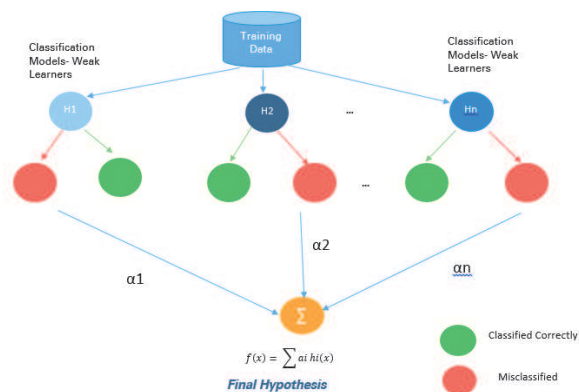 Training
Data
Classification
Models- Weak
Learners
Classification
Models- Weak
Learners
H1
H2
...
Hn
...
α1
α2
αn
Σ
f(x) = ∑ ai hi(x)
Final Hypothesis
Classified Correctly
Misclassified